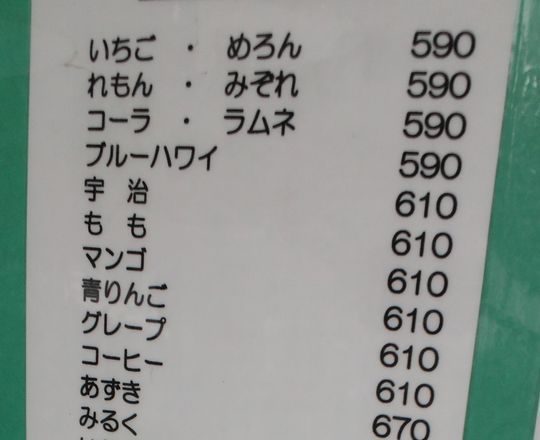 いちご ・ めろん 590
れもん ・ みぞれ 590
コーラ ・ ラムネ 590
ブルーハワイ 590
宇 治 610
も も 610
マンゴ 610
青りんご 610
グレープ 610
コーヒー 610
あずき 670
みるく